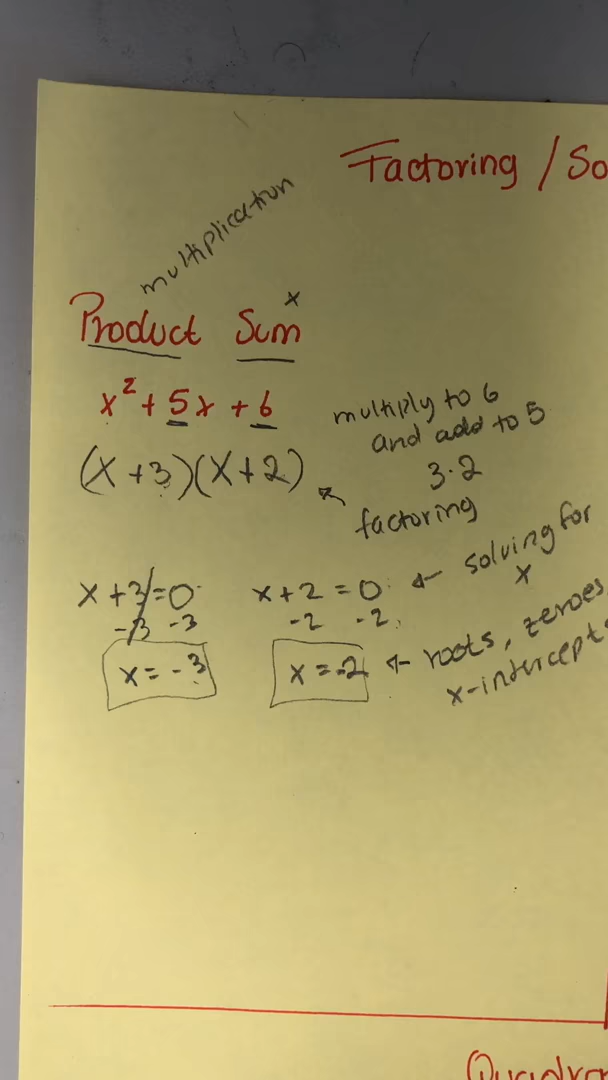 Factoring / So
multiplication
x
Product Sum
x² + 5x + 6
(x +3)(x+2)
multiply to 6
and add to 5
3·2
factoring
x +3=0
-3 -3
x = -3
x+2 = 0
-2 -2
x = -2
solving for
x
roots, zeroes,
x-intercept